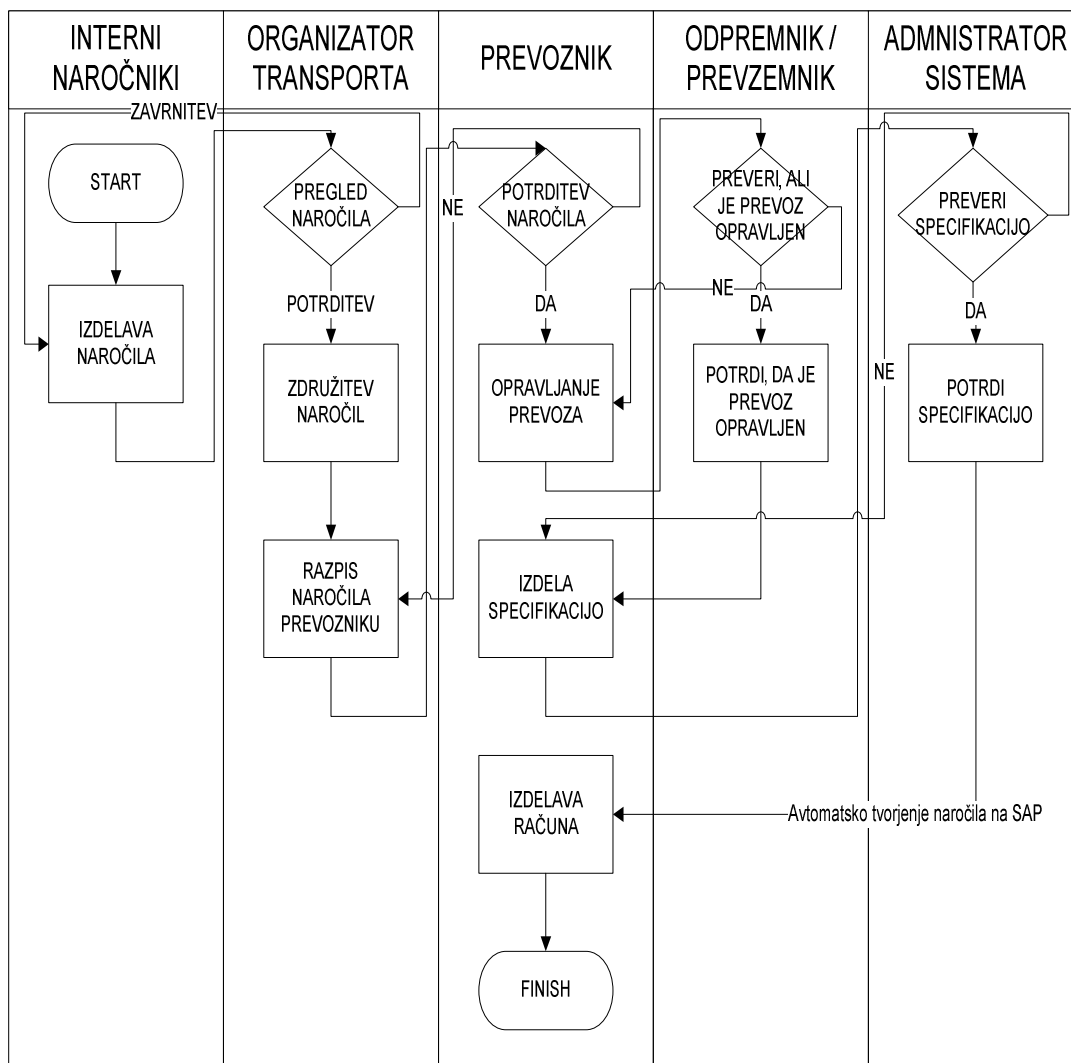 INTERNI
NAROČNIKI
ORGANIZATOR
TRANSPORTA
PREVOZNIK
ODPREMNIK /
PREVZEMNIK
ADMNISTRATOR
SISTEMA
ZAVRNITEV
START
PREGLED
NAROČILA
NE
POTRDITEV
NAROČILA
PREVERI, ALI
JE PREVOZ
OPRAVLJEN
PREVERI
SPECIFIKACIJO
POTRDITEV
DA
NE
DA
DA
IZDELAVA
NAROČILA
ZDRUŽITEV
NAROČIL
OPRAVLJANJE
PREVOZA
POTRDI, DA JE
PREVOZ
OPRAVLJEN
NE
POTRDI
SPECIFIKACIJO
RAZPIS
NAROČILA
PREVOZNIKU
IZDELA
SPECIFIKACIJO
IZDELAVA
RAČUNA
Avtomatsko tvorjenje naročila na SAP
FINISH